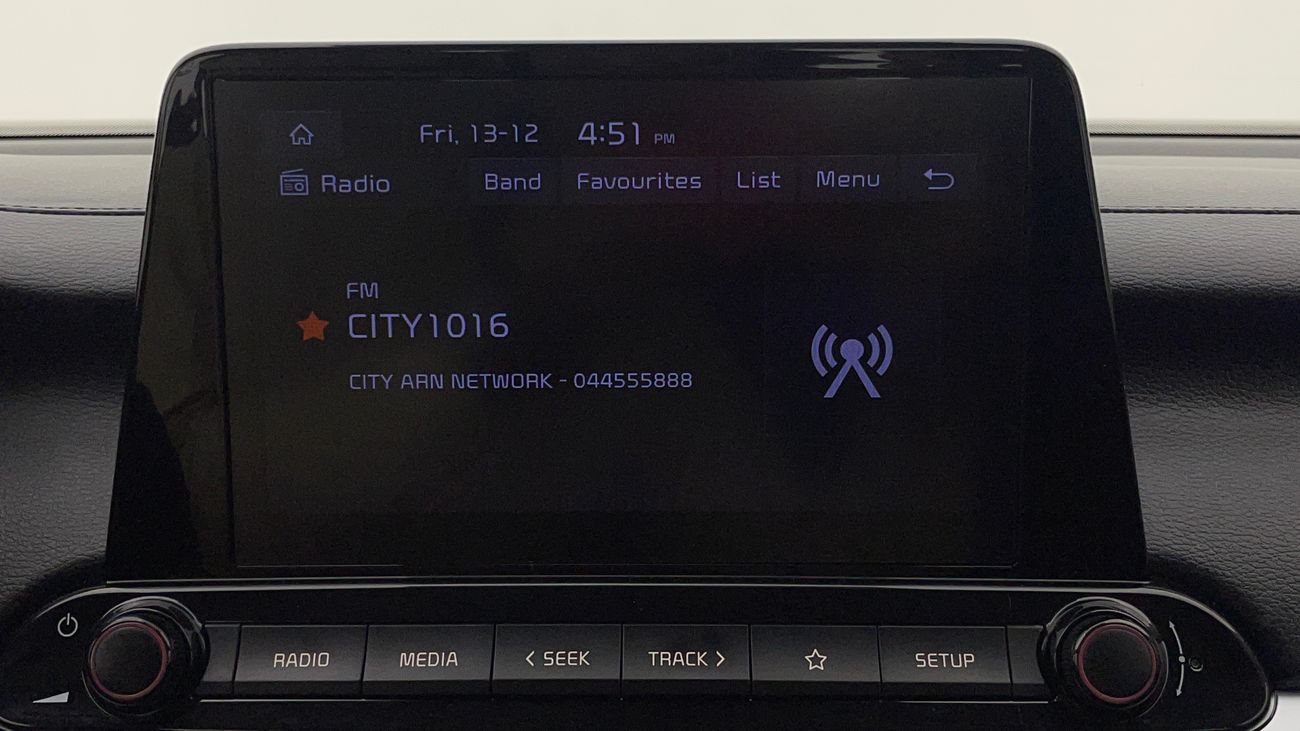 Fri, 13-12 4:51 PM
Radio Band Favourites List Menu
FM
CITY1016
CITY ARN NETWORK - 044555888
RADIO MEDIA < SEEK TRACK > SETUP